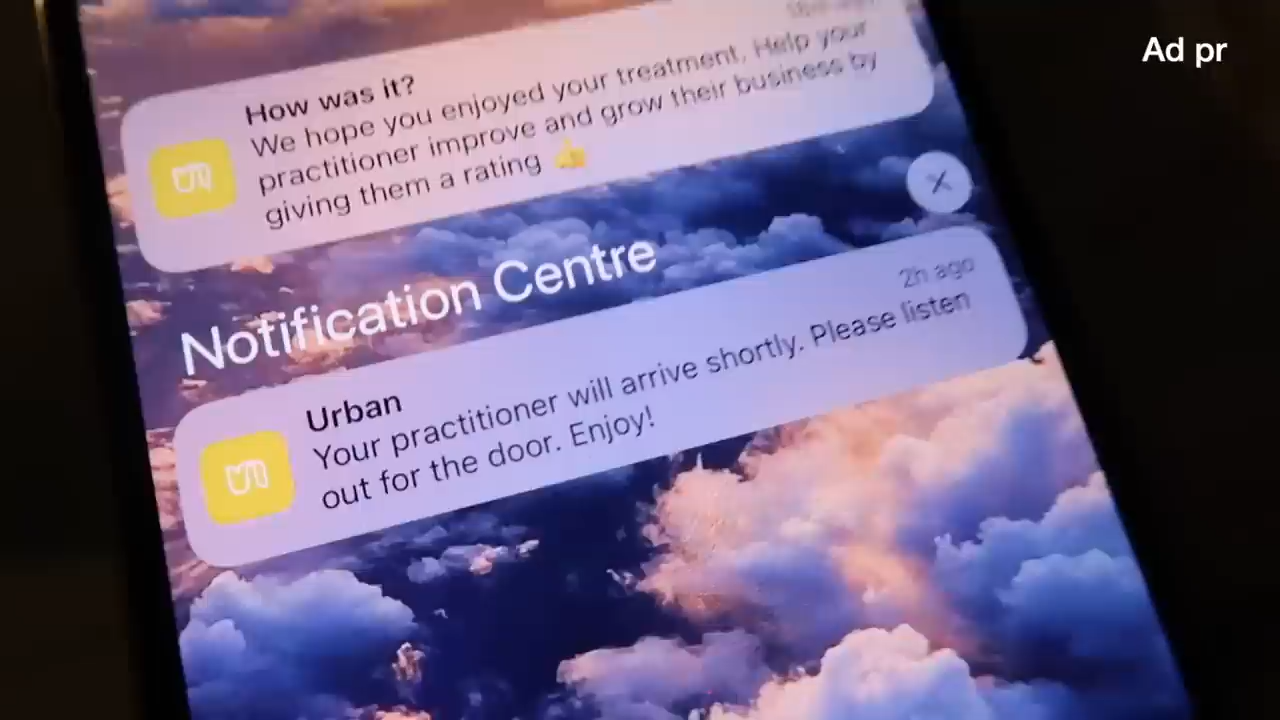 Ad pr
How was it?
We hope you enjoyed your treatment. Help your
practitioner improve and grow their business by
giving them a rating 👍
Notification Centre
2h ago
Urban
Your practitioner will arrive shortly. Please listen
out for the door. Enjoy!